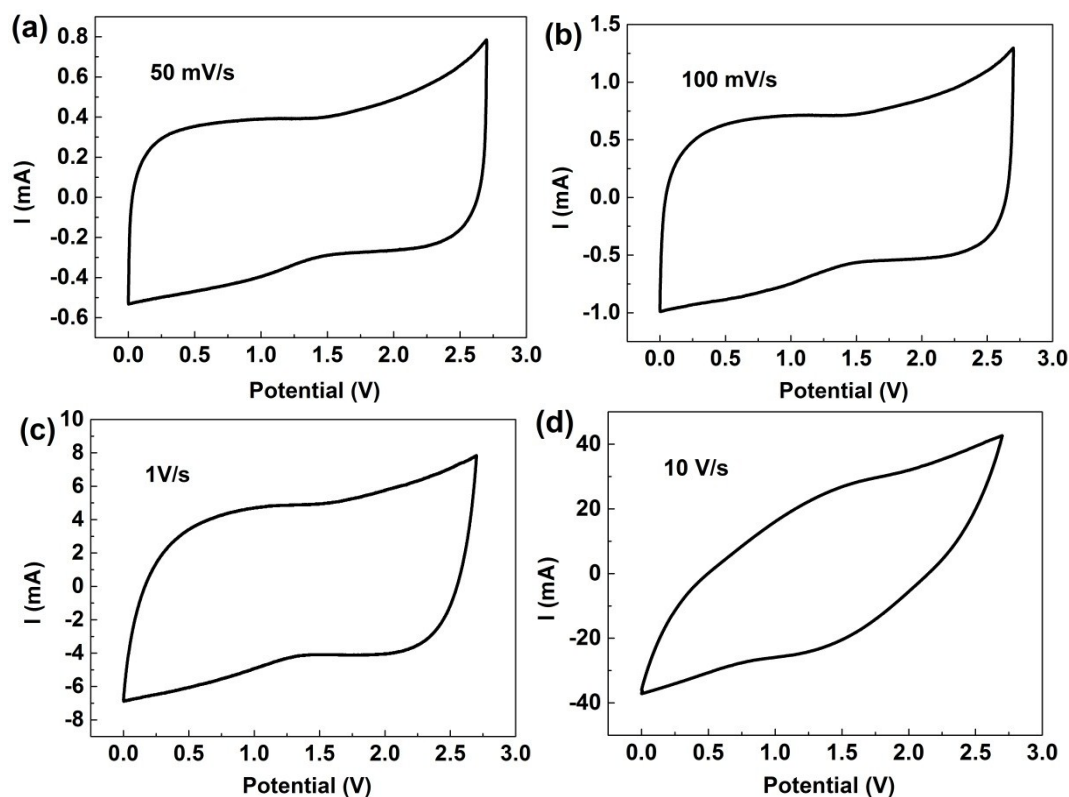 (a)
50 mV/s
I (mA)
0.8
0.6
0.4
0.2
0.0
-0.2
-0.4
-0.6
0.0 0.5 1.0 1.5 2.0 2.5 3.0
Potential (V)
(b)
100 mV/s
I (mA)
1.5
1.0
0.5
0.0
-0.5
-1.0
0.0 0.5 1.0 1.5 2.0 2.5 3.0
Potential (V)
(c)
1V/s
I (mA)
10
8
6
4
2
0
-2
-4
-6
-8
0.0 0.5 1.0 1.5 2.0 2.5 3.0
Potential (V)
(d)
10 V/s
I (mA)
40
20
0
-20
-40
0.0 0.5 1.0 1.5 2.0 2.5 3.0
Potential (V)